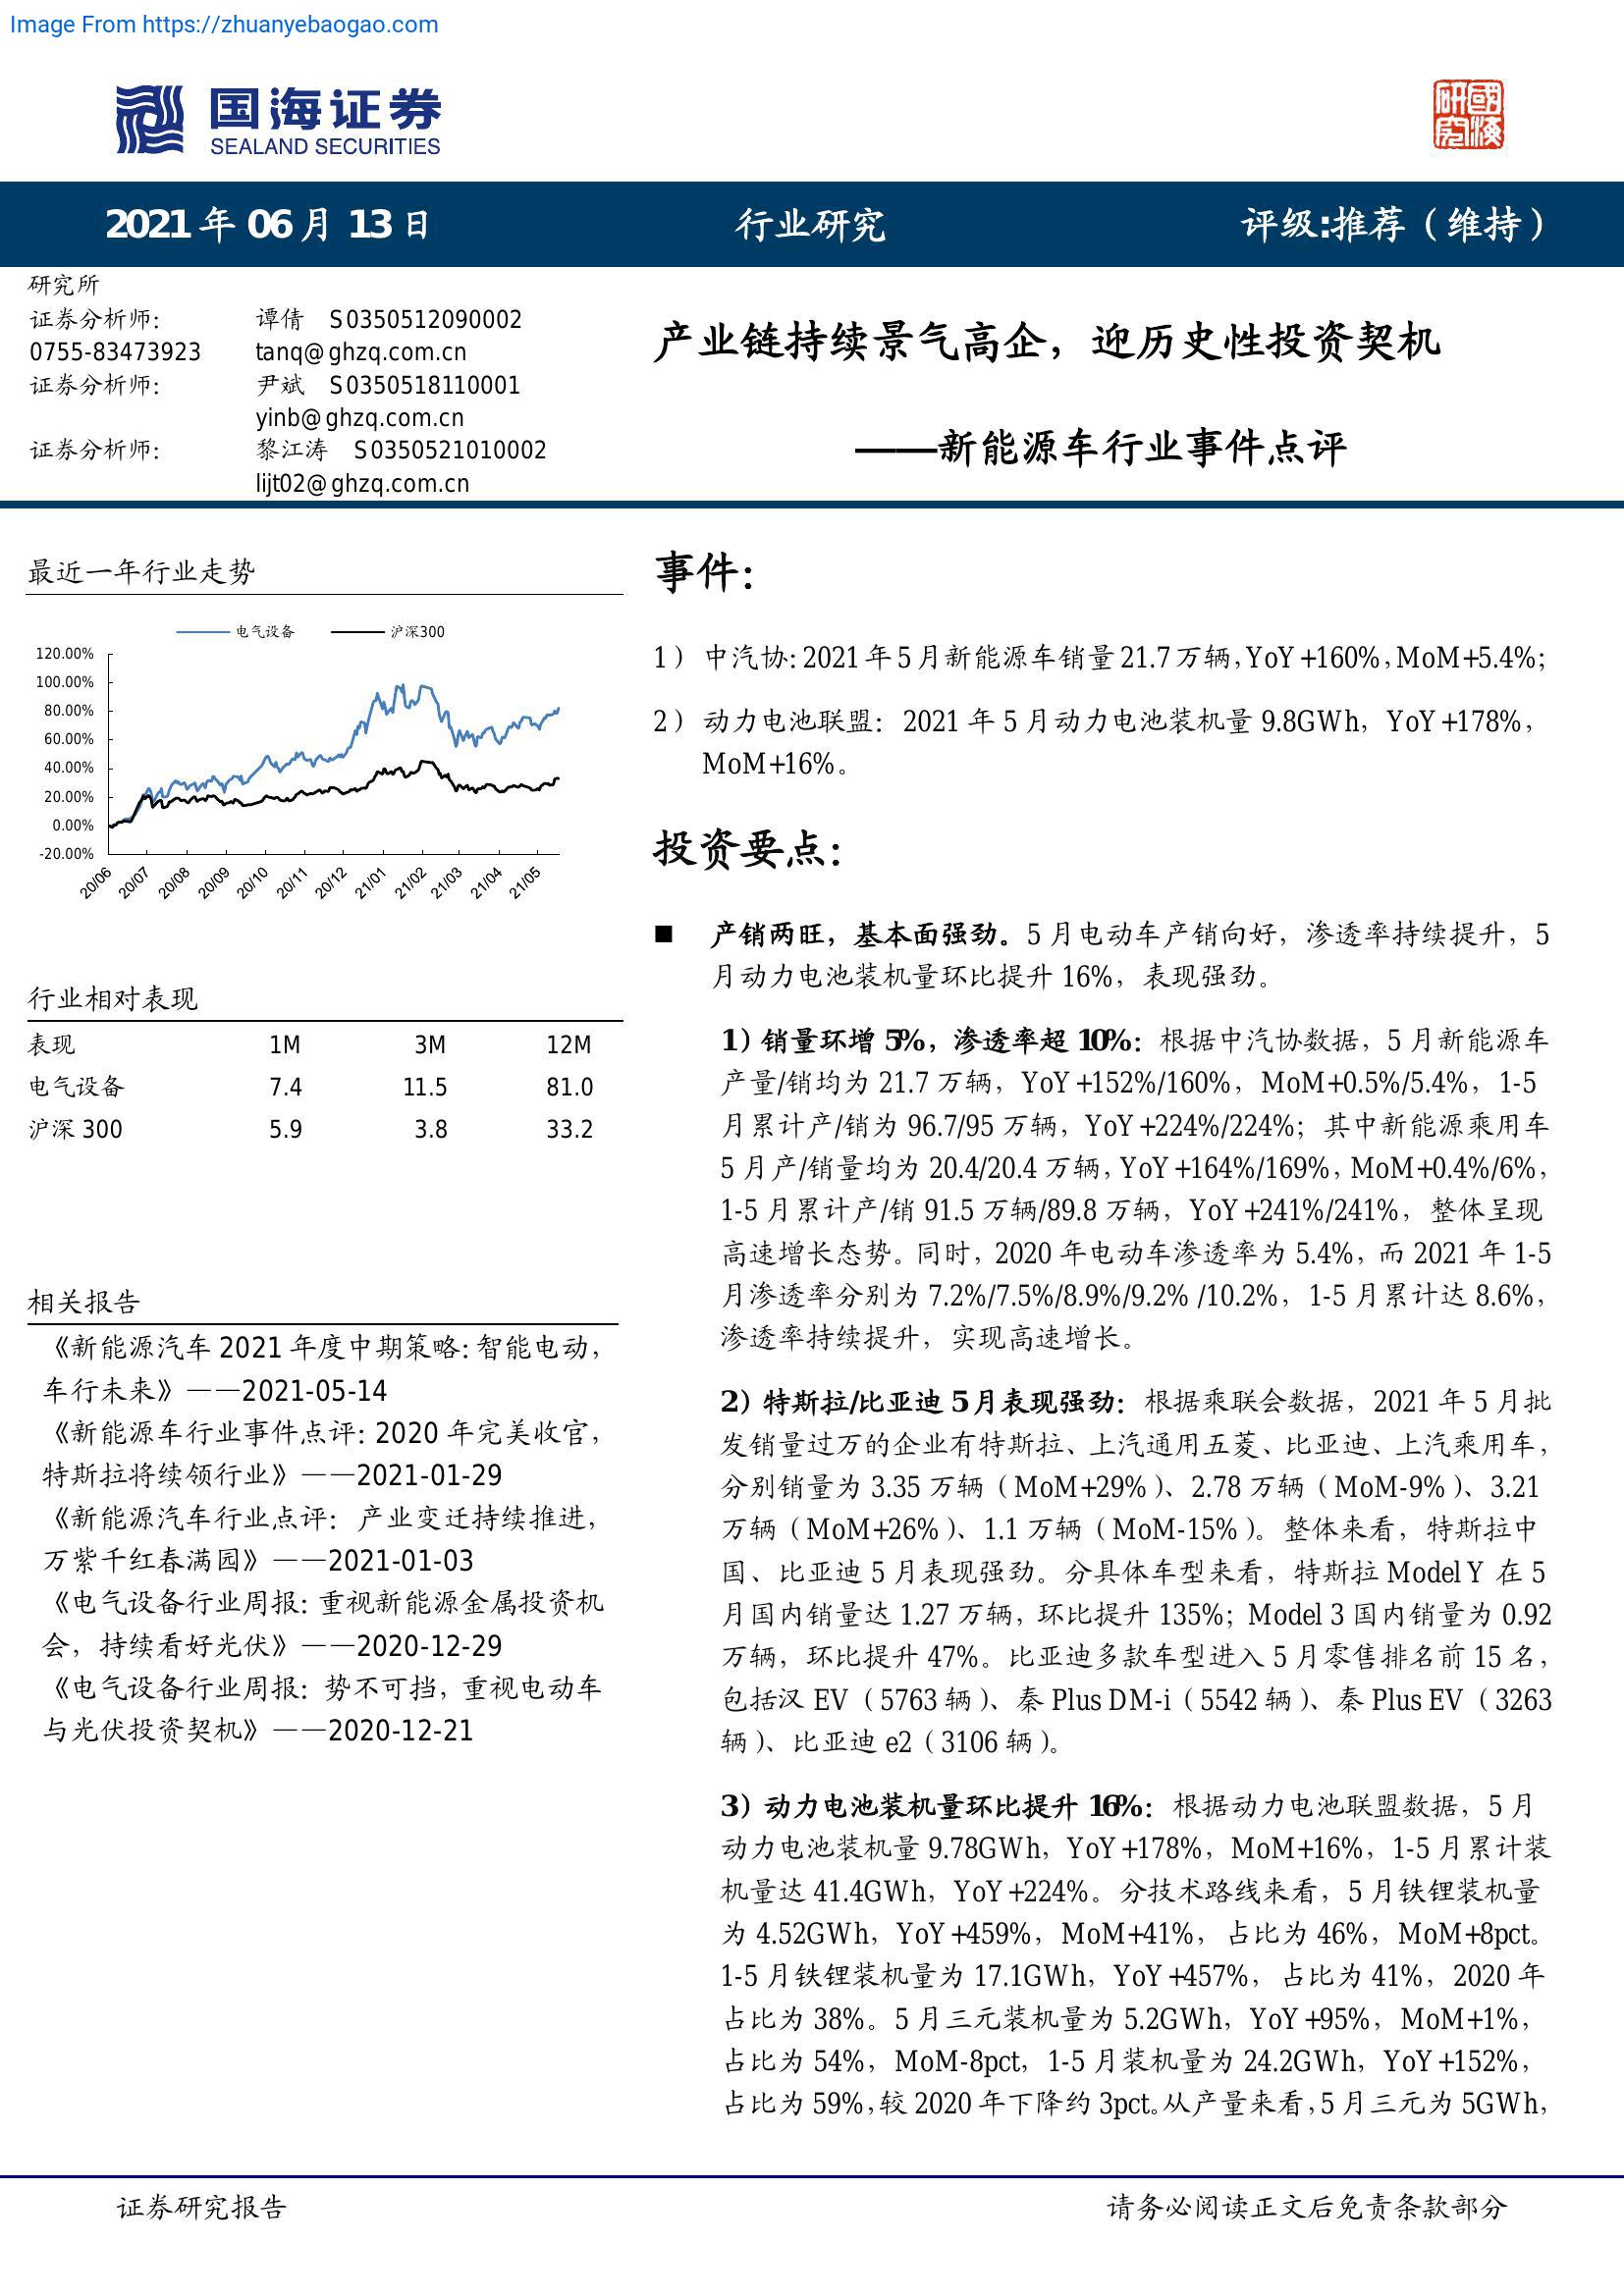 Image From https://zhuanyebaogao.com
国海证券
SEALAND SECURITIES
研究國海
2021 年 06 月 13 日
行业研究
评级:推荐（维持）
研究所
证券分析师： 谭倩 S0350512090002
0755-83473923 tanq@ghzq.com.cn
证券分析师： 尹斌 S0350518110001
yinb@ghzq.com.cn
证券分析师： 黎江涛 S0350521010002
lijt02@ghzq.com.cn
产业链持续景气高企，迎历史性投资契机
——新能源车行业事件点评
最近一年行业走势
电气设备 沪深300
120.00%
100.00%
80.00%
60.00%
40.00%
20.00%
0.00%
-20.00%
20/06 20/07 20/08 20/09 20/10 20/11 20/12 21/01 21/02 21/03 21/04 21/05
行业相对表现
表现 1M 3M 12M
电气设备 7.4 11.5 81.0
沪深 300 5.9 3.8 33.2
相关报告
《新能源汽车 2021 年度中期策略：智能电动，
车行未来》——2021-05-14
《新能源车行业事件点评：2020 年完美收官，
特斯拉将续领行业》——2021-01-29
《新能源汽车行业点评：产业变迁持续推进，
万紫千红春满园》——2021-01-03
《电气设备行业周报：重视新能源金属投资机
会，持续看好光伏》——2020-12-29
《电气设备行业周报：势不可挡，重视电动车
与光伏投资契机》——2020-12-21
事件：
1） 中汽协：2021 年 5 月新能源车销量 21.7 万辆，YoY+160%，MoM+5.4%；
2） 动力电池联盟：2021 年 5 月动力电池装机量 9.8GWh，YoY+178%，
MoM+16%。
投资要点：
■ 产销两旺，基本面强劲。5 月电动车产销向好，渗透率持续提升，5
月动力电池装机量环比提升 16%，表现强劲。
1）销量环增 5%，渗透率超 10%：根据中汽协数据，5 月新能源车
产量/销均为 21.7 万辆，YoY+152%/160%，MoM+0.5%/5.4%，1-5
月累计产/销为 96.7/95 万辆，YoY+224%/224%；其中新能源乘用车
5 月产/销量均为 20.4/20.4 万辆，YoY+164%/169%，MoM+0.4%/6%，
1-5 月累计产/销 91.5 万辆/89.8 万辆，YoY+241%/241%，整体呈现
高速增长态势。同时，2020 年电动车渗透率为 5.4%，而 2021 年 1-5
月渗透率分别为 7.2%/7.5%/8.9%/9.2% /10.2%，1-5 月累计达 8.6%，
渗透率持续提升，实现高速增长。
2）特斯拉/比亚迪 5 月表现强劲：根据乘联会数据，2021 年 5 月批
发销量过万的企业有特斯拉、上汽通用五菱、比亚迪、上汽乘用车，
分别销量为 3.35 万辆（MoM+29%）、2.78 万辆（MoM-9%）、3.21
万辆（MoM+26%）、1.1 万辆（MoM-15%）。整体来看，特斯拉中
国、比亚迪 5 月表现强劲。分具体车型来看，特斯拉 Model Y 在 5
月国内销量达 1.27 万辆，环比提升 135%；Model 3 国内销量为 0.92
万辆，环比提升 47%。比亚迪多款车型进入 5 月零售排名前 15 名，
包括汉 EV（5763 辆）、秦 Plus DM-i（5542 辆）、秦 Plus EV（3263
辆）、比亚迪 e2（3106 辆）。
3）动力电池装机量环比提升 16%：根据动力电池联盟数据，5 月
动力电池装机量 9.78GWh，YoY+178%，MoM+16%，1-5 月累计装
机量达 41.4GWh，YoY+224%。分技术路线来看，5 月铁锂装机量
为 4.52GWh，YoY+459%，MoM+41%，占比为 46%，MoM+8pct。
1-5 月铁锂装机量为 17.1GWh，YoY+457%，占比为 41%，2020 年
占比为 38%。5 月三元装机量为 5.2GWh，YoY+95%，MoM+1%，
占比为 54%，MoM-8pct，1-5 月装机量为 24.2GWh，YoY+152%，
占比为 59%，较 2020 年下降约 3pct。从产量来看，5 月三元为 5GWh，
证券研究报告
请务必阅读正文后免责条款部分